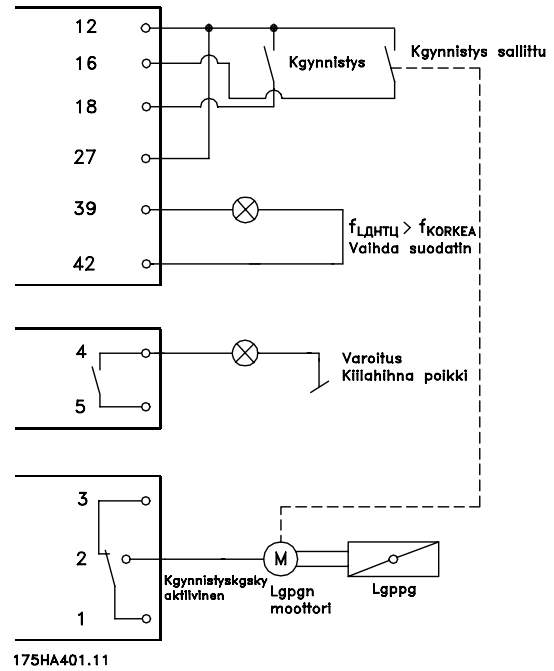 12
16
18
27
39
42
Kgynnistys
Kgynnistys sallittu
fLДHTЦ > fKORKEA
Vaihda suodatin
4
5
Varoitus
Kiilahihna poikki
3
2
1
Kgynnistyskgsky
aktiivinen
M
Lgpgn
moottori
Lgppg
175HA401.11